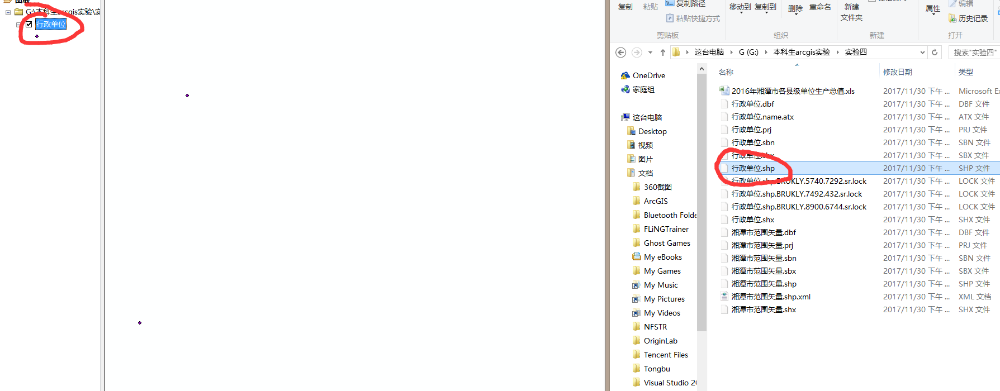 图层
G:\本科生arcgis实验\实
行政单位
复制
粘贴
复制路径
粘贴快捷方式
剪贴板
移动到
复制到
删除
重命名
组织
新建
文件夹
新建
属性
编辑
历史记录
打开
这台电脑
G (G:)
本科生arcgis实验
实验四
搜索"实验四"
OneDrive
家庭组
这台电脑
Desktop
视频
图片
文档
360截图
ArcGIS
Bluetooth Folde
FLiNGTrainer
Ghost Games
My eBooks
My Games
My Music
My Pictures
My Videos
NFSTR
OriginLab
Tencent Files
Tongbu
Visual Studio 20
名称 修改日期 类型
2016年湘潭市各县级单位生产总值.xls 2017/11/30 下午 ... Microsoft Ex
行政单位.dbf 2017/11/30 下午 ... DBF 文件
行政单位.name.atx 2017/11/30 下午 ... ATX 文件
行政单位.prj 2017/11/30 下午 ... PRJ 文件
行政单位.sbn 2017/11/30 下午 ... SBN 文件
行政单位.sbx 2017/11/30 下午 ... SBX 文件
行政单位.shp 2017/11/30 下午 ... SHP 文件
行政单位.shp.BRUKLY.5740.7292.sr.lock 2017/11/30 下午 ... LOCK 文件
行政单位.shp.BRUKLY.7492.432.sr.lock 2017/11/30 下午 ... LOCK 文件
行政单位.shp.BRUKLY.8900.6744.sr.lock 2017/11/30 下午 ... LOCK 文件
行政单位.shx 2017/11/30 下午 ... SHX 文件
湘潭市范围矢量.dbf 2017/11/30 下午 ... DBF 文件
湘潭市范围矢量.prj 2017/11/30 下午 ... PRJ 文件
湘潭市范围矢量.sbn 2017/11/30 下午 ... SBN 文件
湘潭市范围矢量.sbx 2017/11/30 下午 ... SBX 文件
湘潭市范围矢量.shp 2017/11/30 下午 ... SHP 文件
湘潭市范围矢量.shp.xml 2017/11/30 下午 ... XML 文档
湘潭市范围矢量.shx 2017/11/30 下午 ... SHX 文件